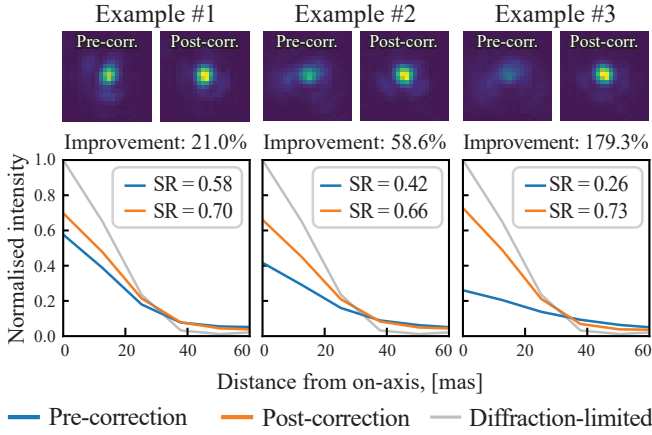 Example #1 Example #2 Example #3
Pre-corr. Post-corr. Pre-corr. Post-corr. Pre-corr. Post-corr.
Improvement: 21.0% Improvement: 58.6% Improvement: 179.3%
Normalised intensity
1.0
0.8
0.6
0.4
0.2
0.0
SR = 0.58
SR = 0.70
SR = 0.42
SR = 0.66
SR = 0.26
SR = 0.73
0 20 40 60 0 20 40 60 0 20 40 60
Distance from on-axis, [mas]
Pre-correction Post-correction Diffraction-limited